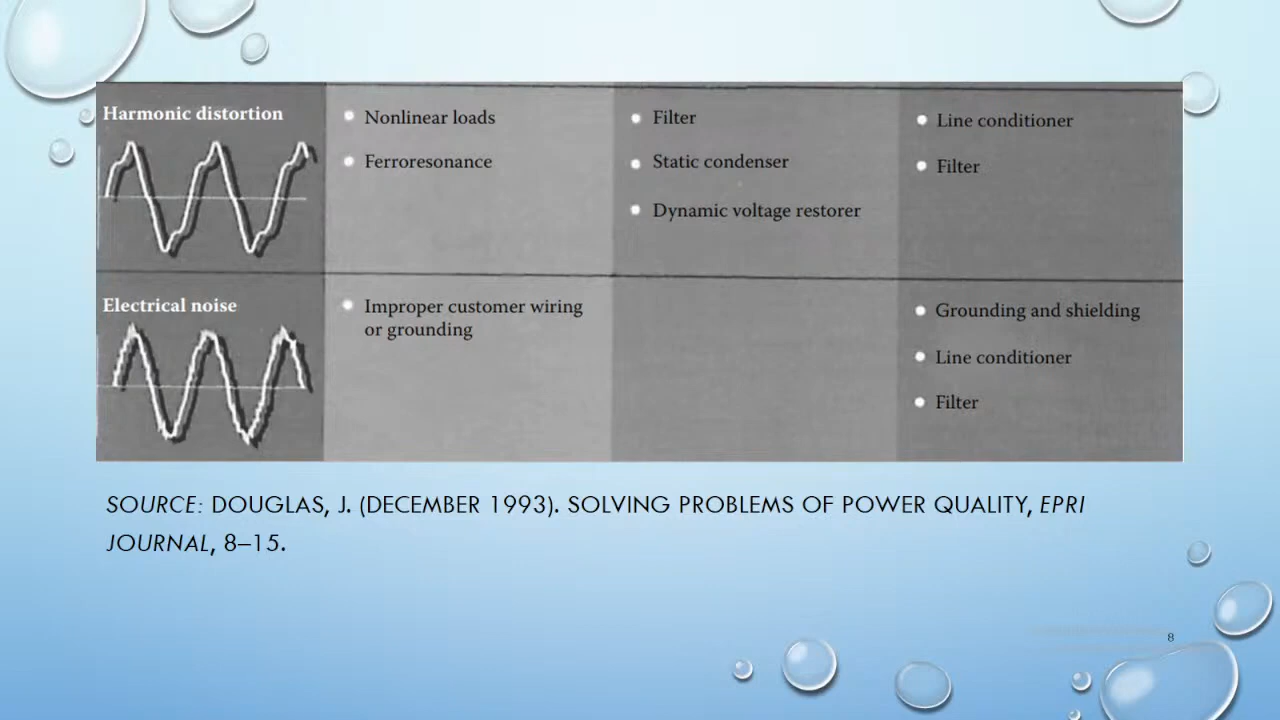 Harmonic distortion
Nonlinear loads
Ferroresonance
Filter
Static condenser
Dynamic voltage restorer
Line conditioner
Filter
Electrical noise
Improper customer wiring
or grounding
Grounding and shielding
Line conditioner
Filter
SOURCE: DOUGLAS, J. (DECEMBER 1993). SOLVING PROBLEMS OF POWER QUALITY, EPRI
JOURNAL, 8–15.
8